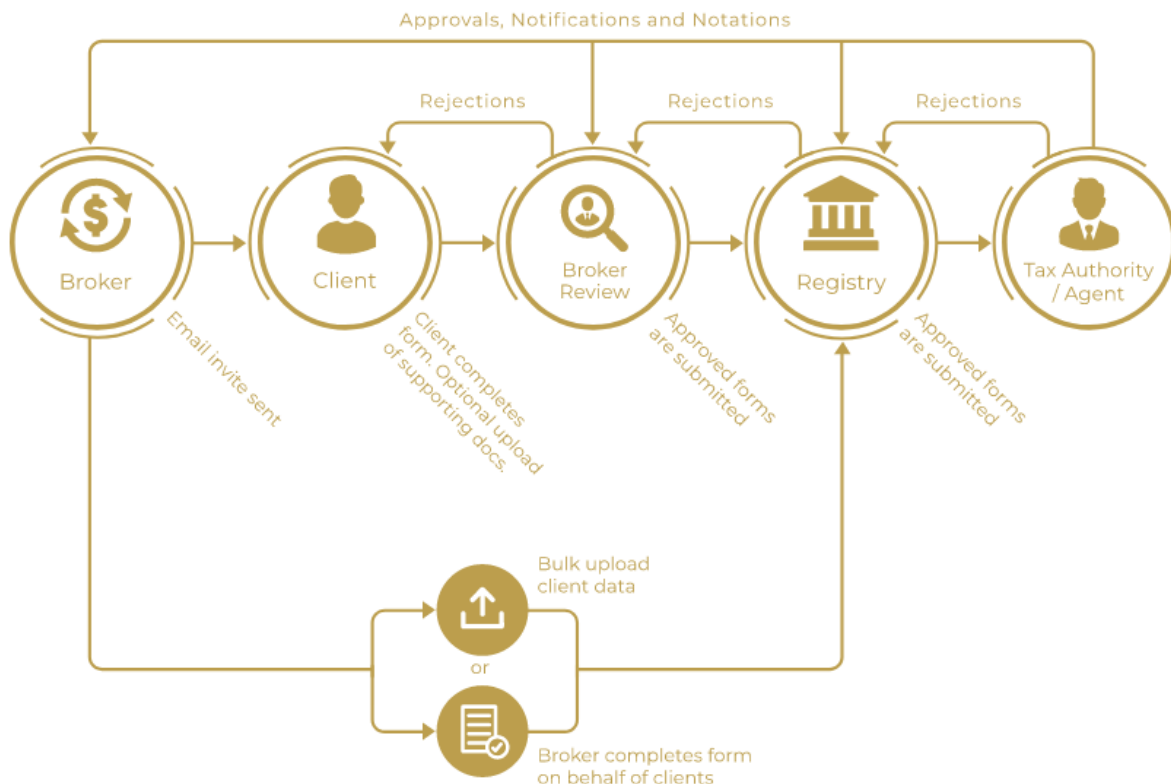 Approvals, Notifications and Notations
Rejections
Rejections
Rejections
Broker
Client
Broker
Review
Registry
Tax Authority
/ Agent
Email invite sent
Client completes
form. Optional upload
of supporting docs.
Approved forms
are submitted
Approved forms
are submitted
Bulk upload
client data
or
Broker completes form
on behalf of clients